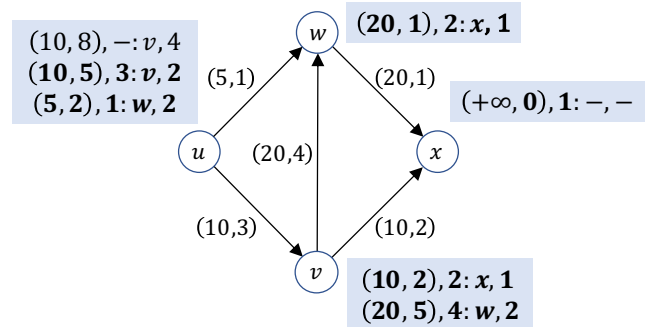 (10, 8), −: v, 4
(10, 5), 3: v, 2
(5, 2), 1: w, 2
w
(20, 1), 2: x, 1
(5,1)
(20,1)
(+∞, 0), 1: −, −
u
(20,4)
x
(10,3)
(10,2)
v
(10, 2), 2: x, 1
(20, 5), 4: w, 2